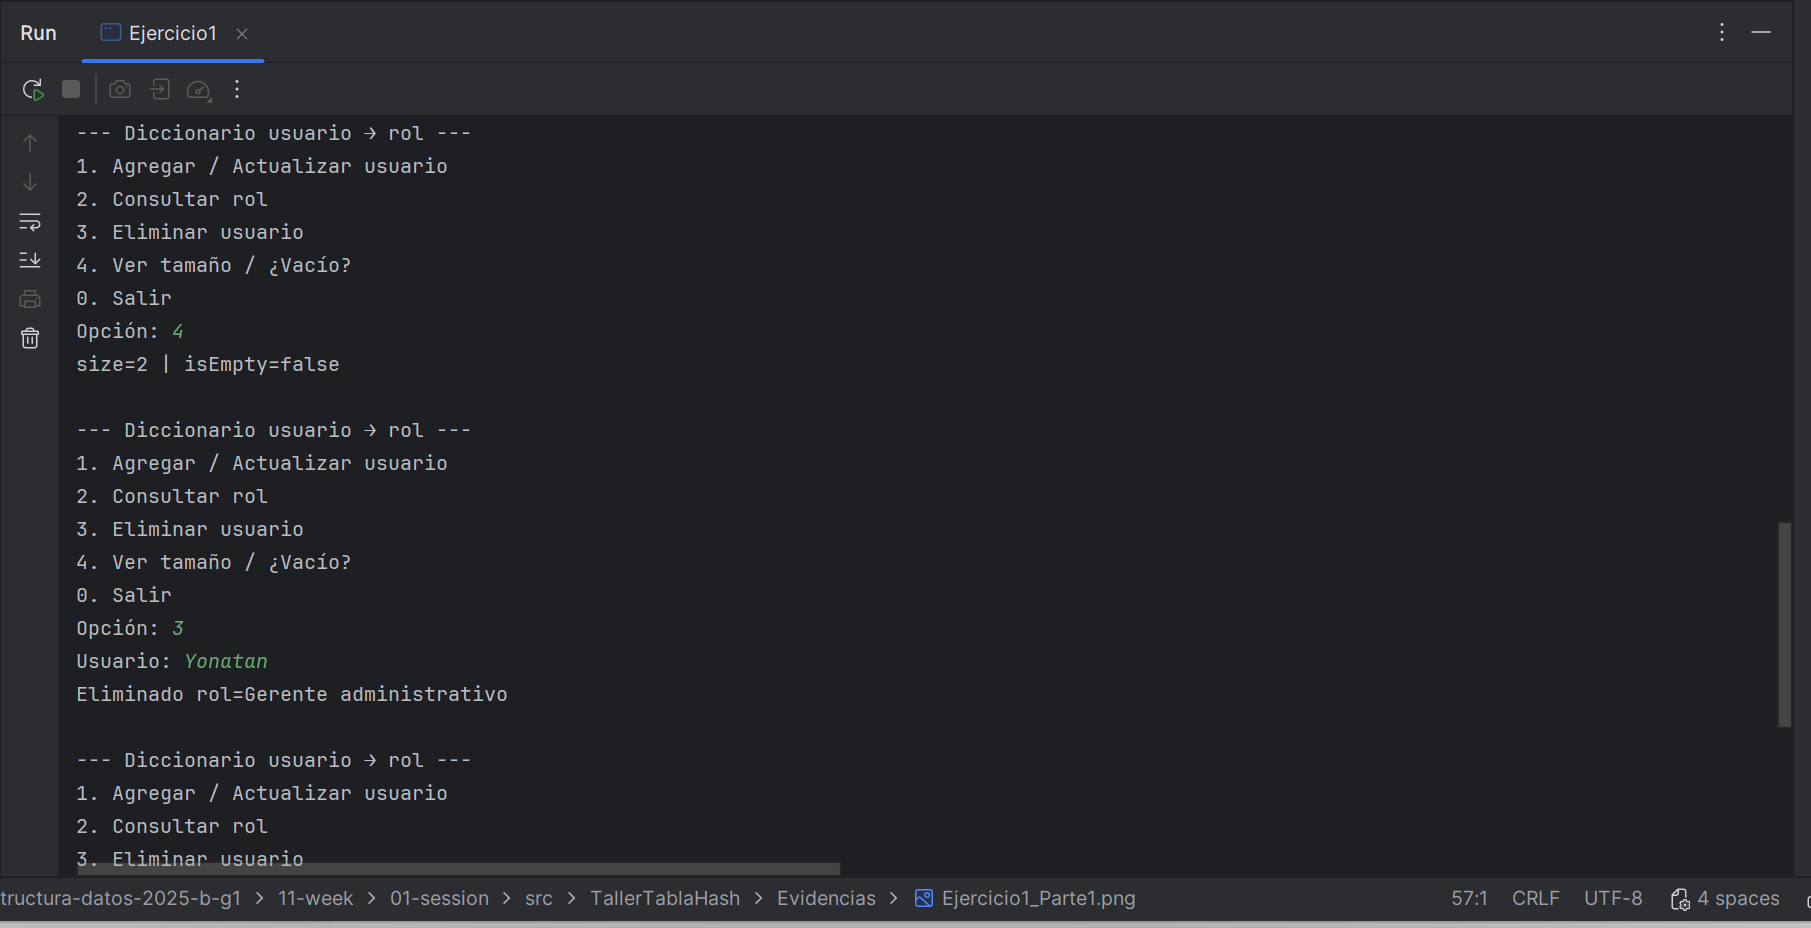 Run Ejercicio1
--- Diccionario usuario → rol ---
1. Agregar / Actualizar usuario
2. Consultar rol
3. Eliminar usuario
4. Ver tamaño / ¿Vacío?
0. Salir
Opción: 4
size=2 | isEmpty=false
--- Diccionario usuario → rol ---
1. Agregar / Actualizar usuario
2. Consultar rol
3. Eliminar usuario
4. Ver tamaño / ¿Vacío?
0. Salir
Opción: 3
Usuario: Yonatan
Eliminado rol=Gerente administrativo
--- Diccionario usuario → rol ---
1. Agregar / Actualizar usuario
2. Consultar rol
3. Eliminar usuario
tructura-datos-2025-b-g1 > 11-week > 01-session > src > TallerTablaHash > Evidencias > Ejercicio1_Parte1.png 57:1 CRLF UTF-8 4 spaces